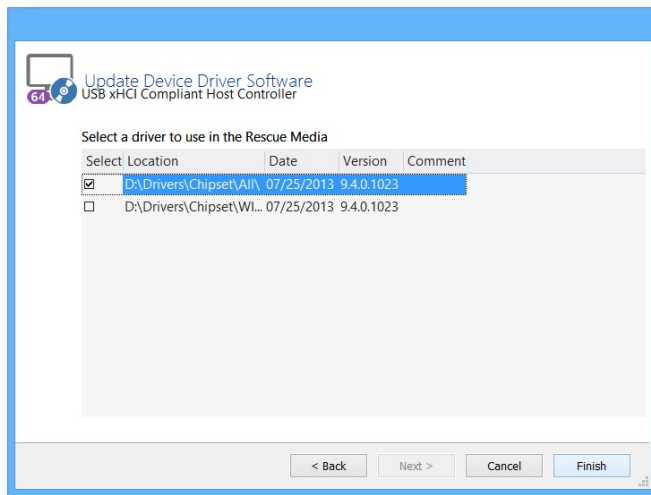 64
Update Device Driver Software
USB xHCI Compliant Host Controller
Select a driver to use in the Rescue Media
Select Location Date Version Comment
D:\Drivers\Chipset\All\ 07/25/2013 9.4.0.1023
D:\Drivers\Chipset\WI... 07/25/2013 9.4.0.1023
< Back Next > Cancel Finish